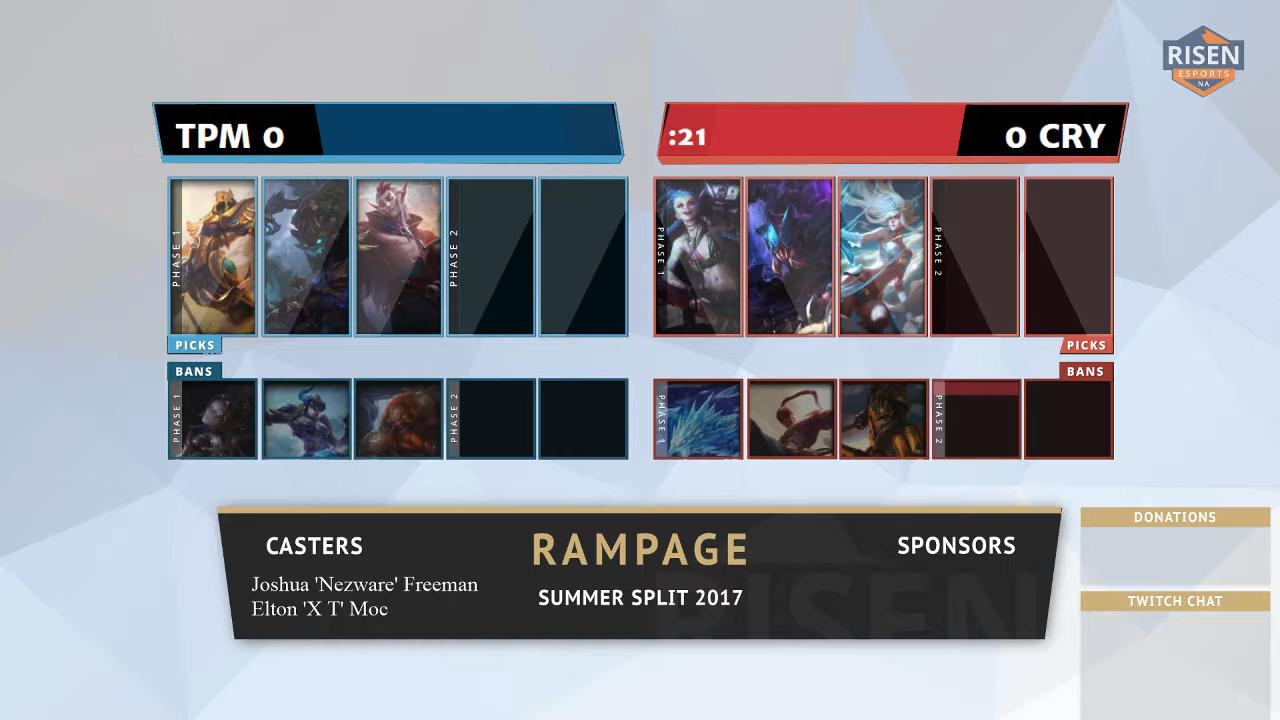 RISEN
ESPORTS
NA
TPM 0
:21
0 CRY
PHASE 1
PHASE 2
PHASE 1
PHASE 2
PICKS
PICKS
BANS
BANS
PHASE 1
PHASE 2
PHASE 1
PHASE 2
CASTERS
RAMPAGE
SPONSORS
Joshua 'Nezware' Freeman
Elton 'X T' Moc
SUMMER SPLIT 2017
RISEN
DONATIONS
TWITCH CHAT